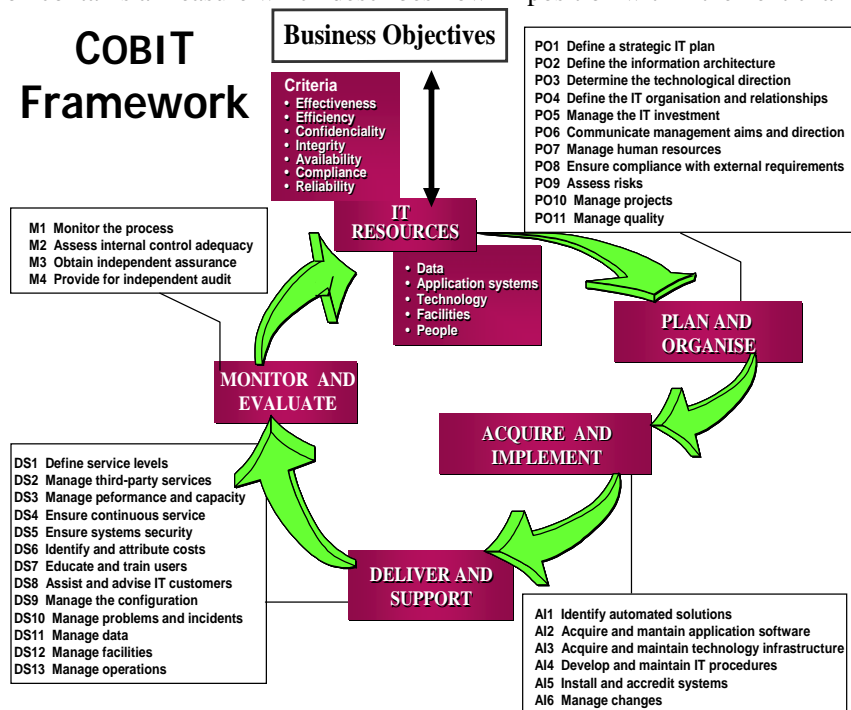 COBIT
Framework
Business Objectives
Criteria
• Effectiveness
• Efficiency
• Confidenciality
• Integrity
• Availability
• Compliance
• Reliability
IT
RESOURCES
• Data
• Application systems
• Technology
• Facilities
• People
PO1 Define a strategic IT plan
PO2 Define the information architecture
PO3 Determine the technological direction
PO4 Define the IT organisation and relationships
PO5 Manage the IT investment
PO6 Communicate management aims and direction
PO7 Manage human resources
PO8 Ensure compliance with external requirements
PO9 Assess risks
PO10 Manage projects
PO11 Manage quality
PLAN AND
ORGANISE
ACQUIRE AND
IMPLEMENT
AI1 Identify automated solutions
AI2 Acquire and mantain application software
AI3 Acquire and maintain technology infrastructure
AI4 Develop and maintain IT procedures
AI5 Install and accredit systems
AI6 Manage changes
DELIVER AND
SUPPORT
DS1 Define service levels
DS2 Manage third-party services
DS3 Manage peformance and capacity
DS4 Ensure continuous service
DS5 Ensure systems security
DS6 Identify and attribute costs
DS7 Educate and train users
DS8 Assist and advise IT customers
DS9 Manage the configuration
DS10 Manage problems and incidents
DS11 Manage data
DS12 Manage facilities
DS13 Manage operations
MONITOR AND
EVALUATE
M1 Monitor the process
M2 Assess internal control adequacy
M3 Obtain independent assurance
M4 Provide for independent audit